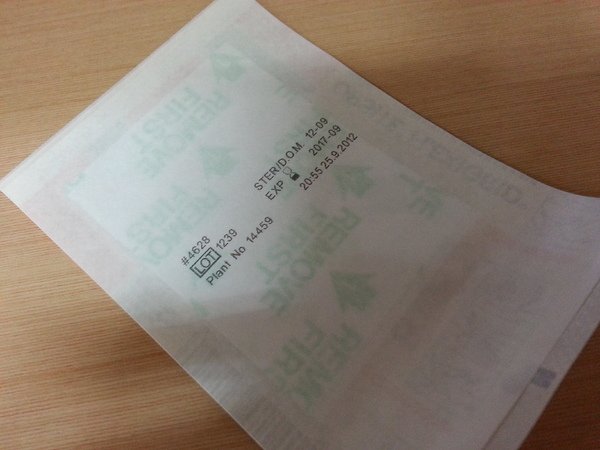 STER/D.O.M. 12-09
EXP 2017-09
20:55 25.9.2012
#4628
LOT 1239
Plant No 14459
REMOVE
FIRST
REMOVE
REMOVE
FIRST